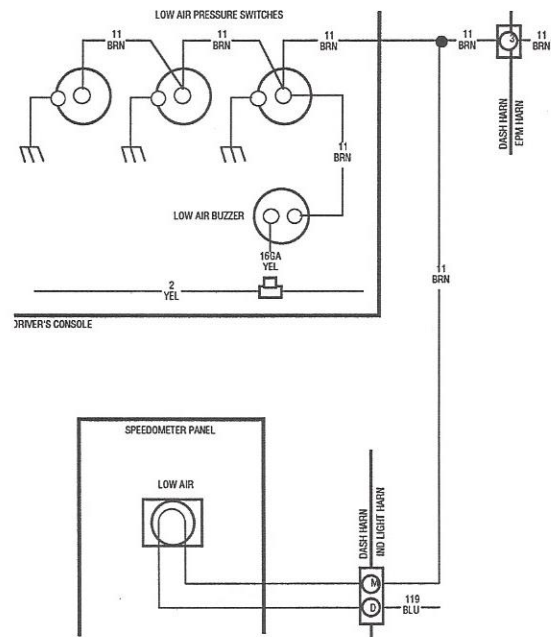 LOW AIR PRESSURE SWITCHES
11
BRN
11
BRN
11
BRN
11
BRN
3
11
BRN
DASH HARN
EPM HARN
11
BRN
LOW AIR BUZZER
16GA
YEL
2
YEL
11
BRN
DRIVER'S CONSOLE
SPEEDOMETER PANEL
LOW AIR
DASH HARN
IND LIGHT HARN
M
D
119
BLU